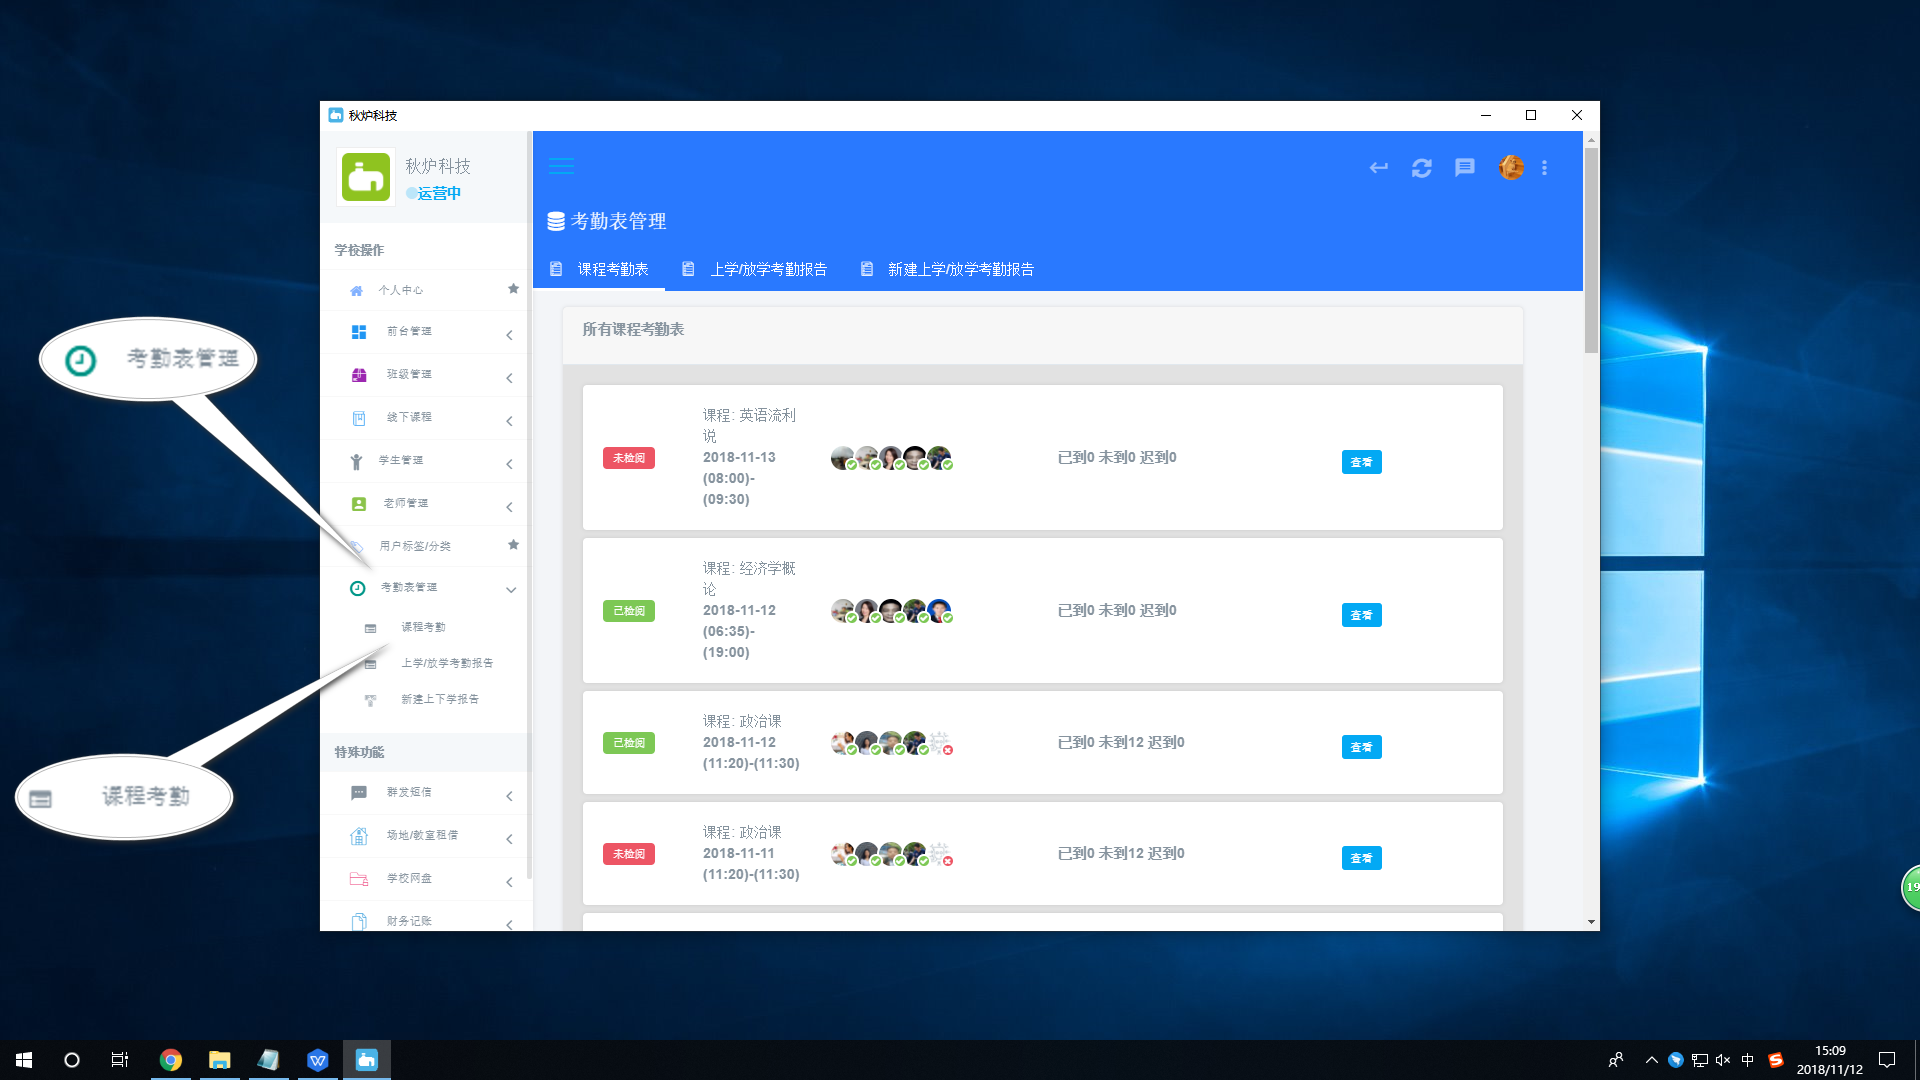 秋炉科技
秋炉科技
运营中
学校操作
个人中心
前台管理
班级管理
线下课程
学生管理
老师管理
用户标签/分类
考勤表管理
课程考勤
上学/放学考勤报告
新建上下学报告
特殊功能
群发短信
场地/教室租借
学校网盘
财务记账
考勤表管理
课程考勤
考勤表管理
课程考勤表
上学/放学考勤报告
新建上学/放学考勤报告
所有课程考勤表
未检阅
课程: 英语流利
说
2018-11-13
(08:00)-
(09:30)
已到0 未到0 迟到0
查看
已检阅
课程: 经济学概
论
2018-11-12
(06:35)-
(19:00)
已到0 未到0 迟到0
查看
已检阅
课程: 政治课
2018-11-12
(11:20)-(11:30)
已到0 未到12 迟到0
查看
未检阅
课程: 政治课
2018-11-11
(11:20)-(11:30)
已到0 未到12 迟到0
查看
19
中
15:09
2018/11/12